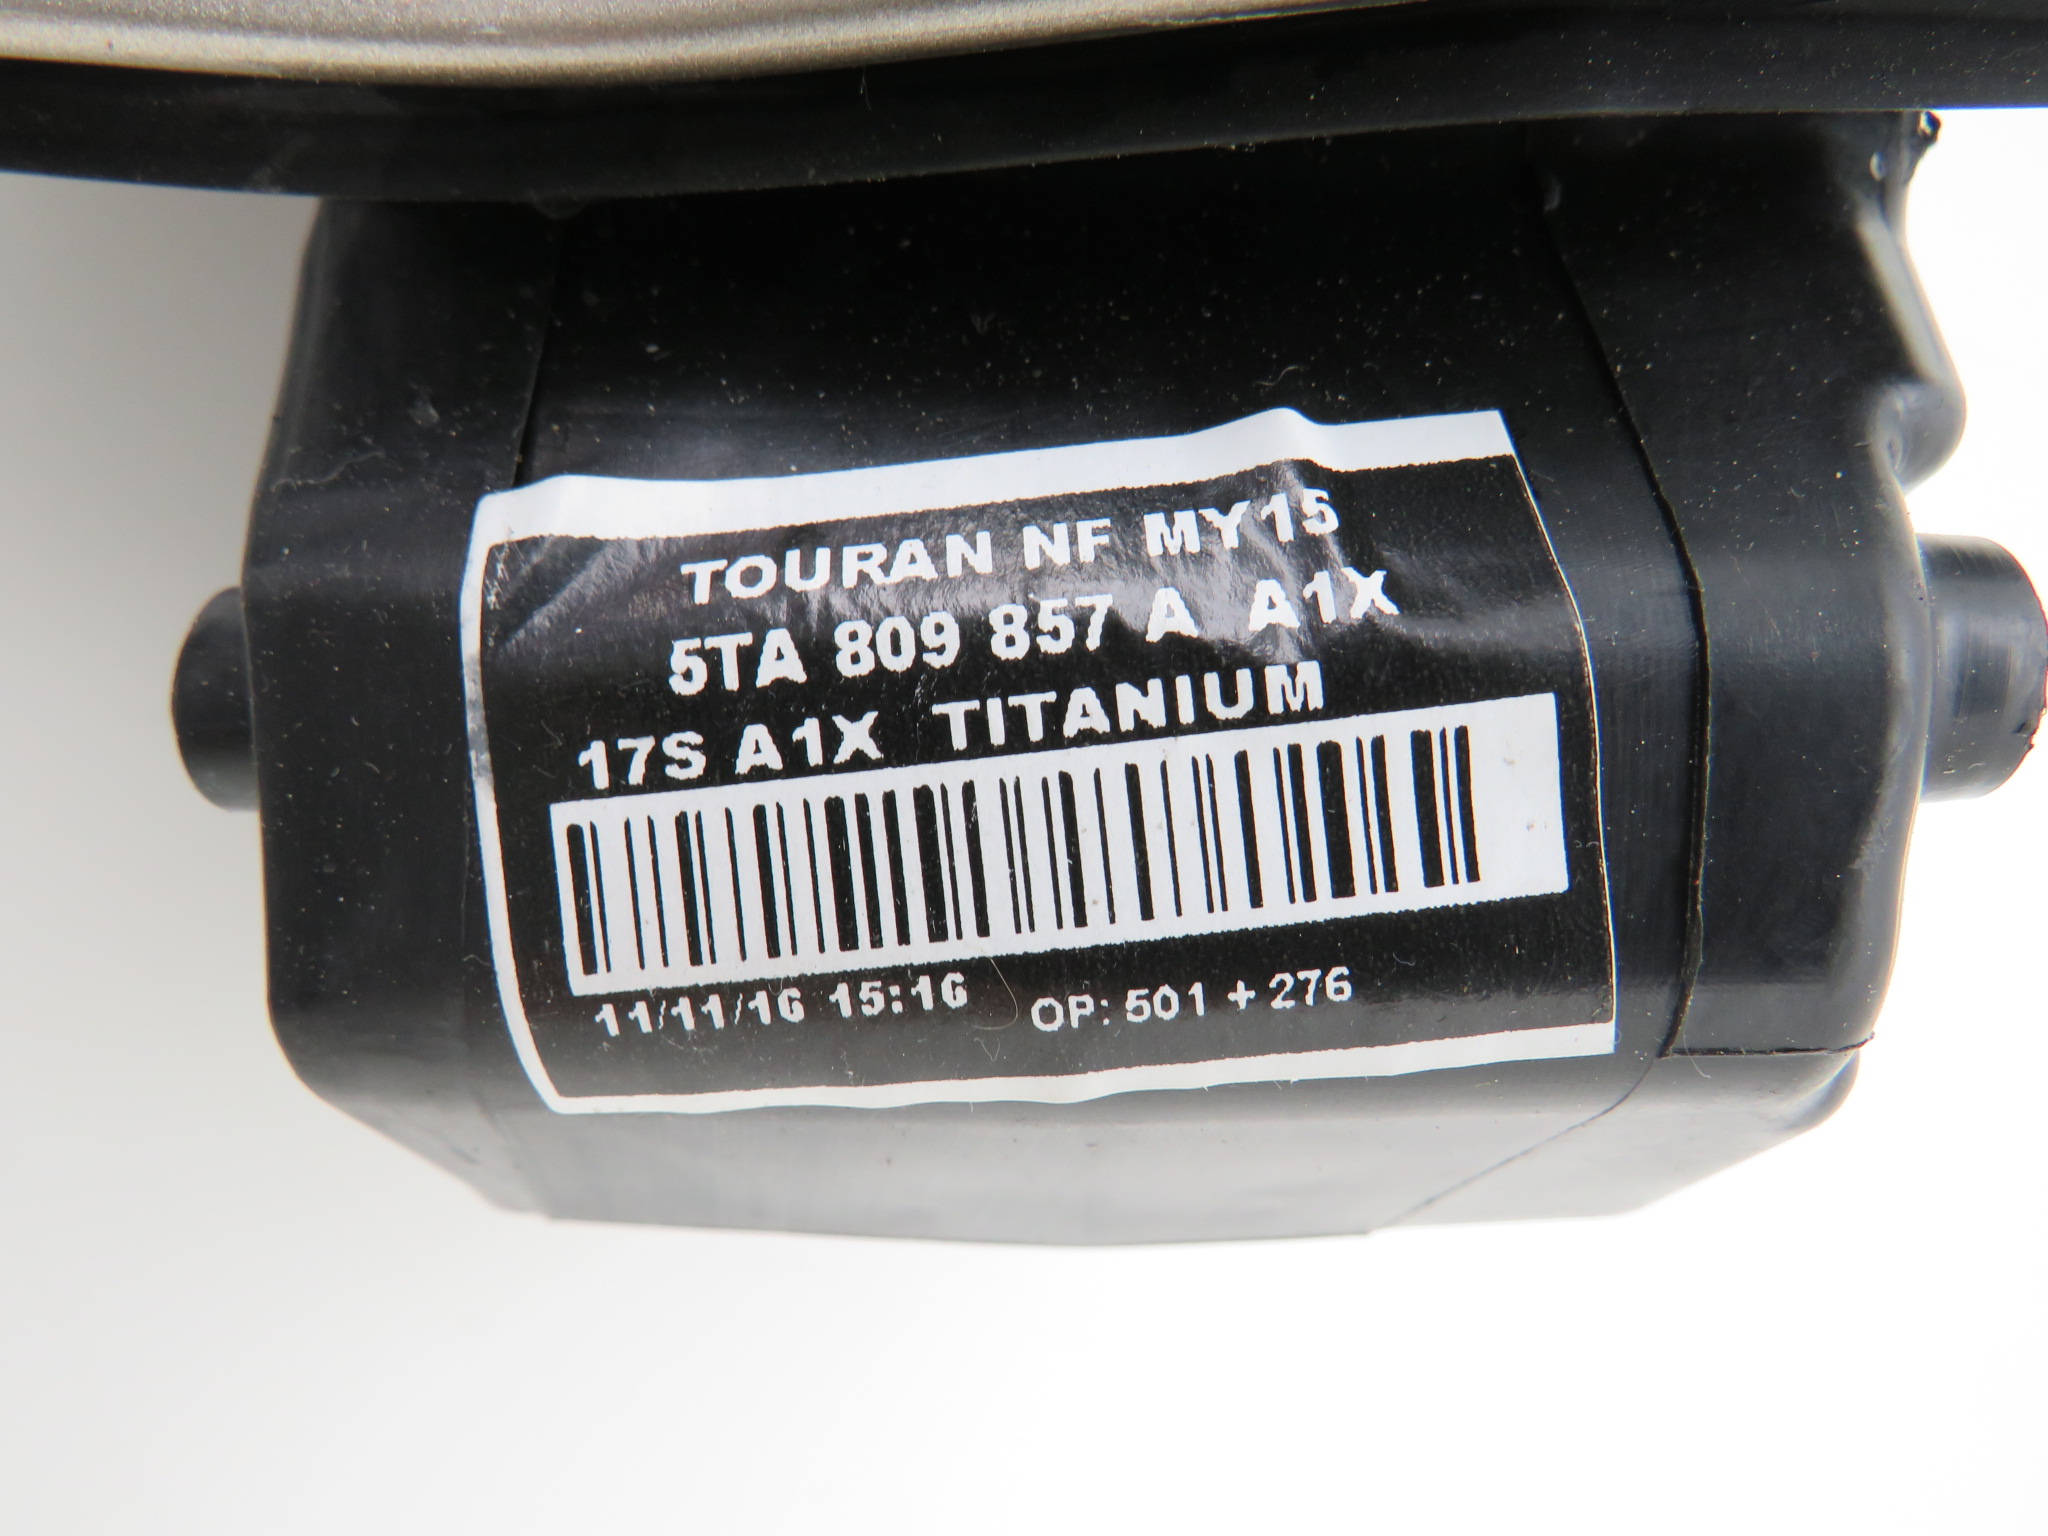 TOURAN NF MY15
5TA 809 857 A A1X
17S A1X TITANIUM
11/11/16 15:16 OP: 501 + 276